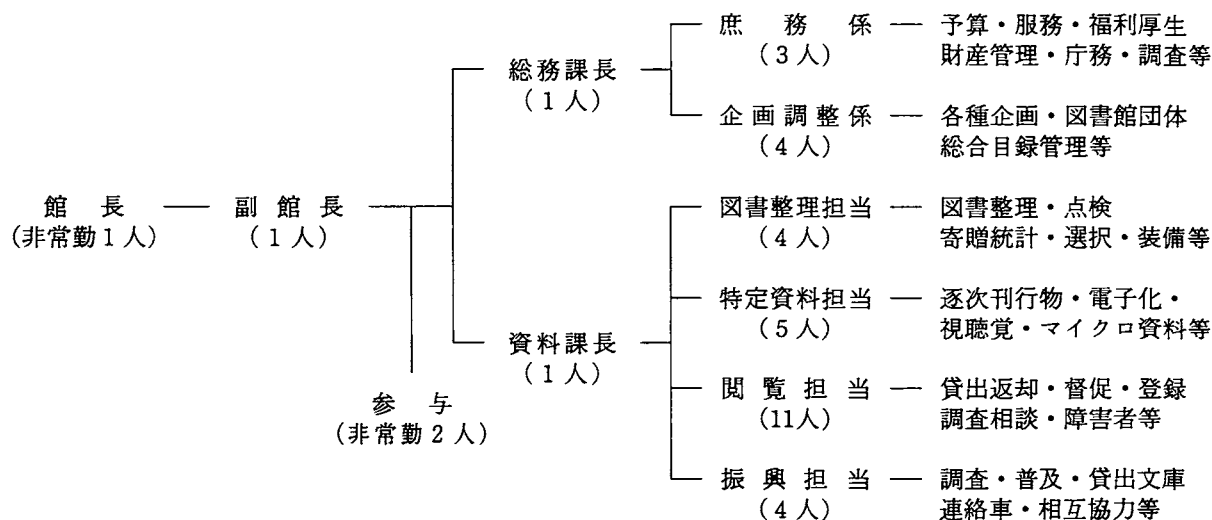 館長
(非常勤1人)
副館長
(1人)
参与
(非常勤2人)
総務課長
(1人)
庶務係
(3人)
予算・服務・福利厚生
財産管理・庁務・調査等
企画調整係
(4人)
各種企画・図書館団体
総合目録管理等
資料課長
(1人)
図書整理担当
(4人)
図書整理・点検
寄贈統計・選択・装備等
特定資料担当
(5人)
逐次刊行物・電子化・
視聴覚・マイクロ資料等
閲覧担当
(11人)
貸出返却・督促・登録
調査相談・障害者等
振興担当
(4人)
調査・普及・貸出文庫
連絡車・相互協力等